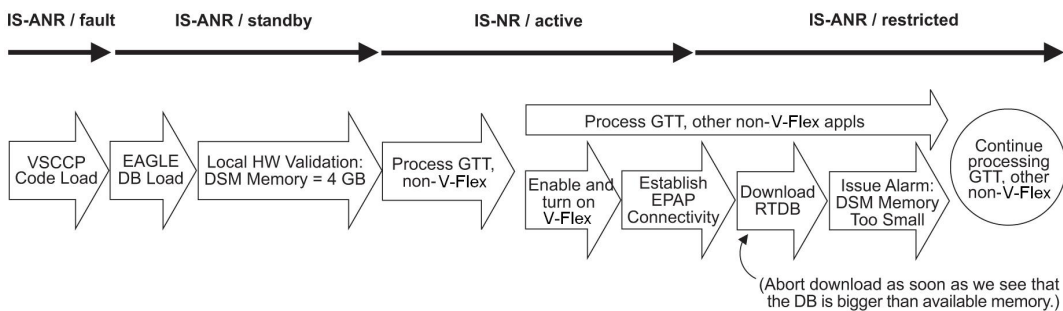 IS-ANR / fault
IS-ANR / standby
IS-NR / active
IS-ANR / restricted
VSCCP
Code Load
EAGLE
DB Load
Local HW Validation:
DSM Memory = 4 GB
Process GTT,
non-V-Flex
Process GTT, other non-V-Flex appls
Enable and
turn on
V-Flex
Establish
EPAP
Connectivity
Download
RTDB
Issue Alarm:
DSM Memory
Too Small
Continue
processing
GTT, other
non-V-Flex
(Abort download as soon as we see that
the DB is bigger than available memory.)